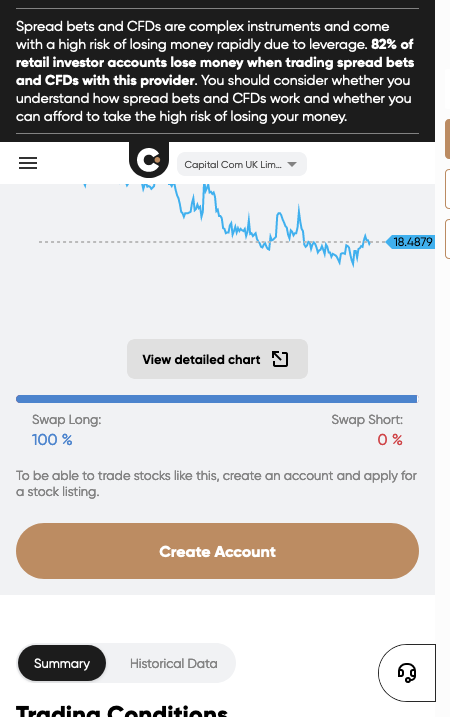 Spread bets and CFDs are complex instruments and come
with a high risk of losing money rapidly due to leverage. 82% of
retail investor accounts lose money when trading spread bets
and CFDs with this provider. You should consider whether you
understand how spread bets and CFDs work and whether you
can afford to take the high risk of losing your money.
Capital Com UK Lim...
18.4879
View detailed chart
Swap Long:
Swap Short:
100 %
0 %
To be able to trade stocks like this, create an account and apply for
a stock listing.
Create Account
Summary
Historical Data
Trading Conditions